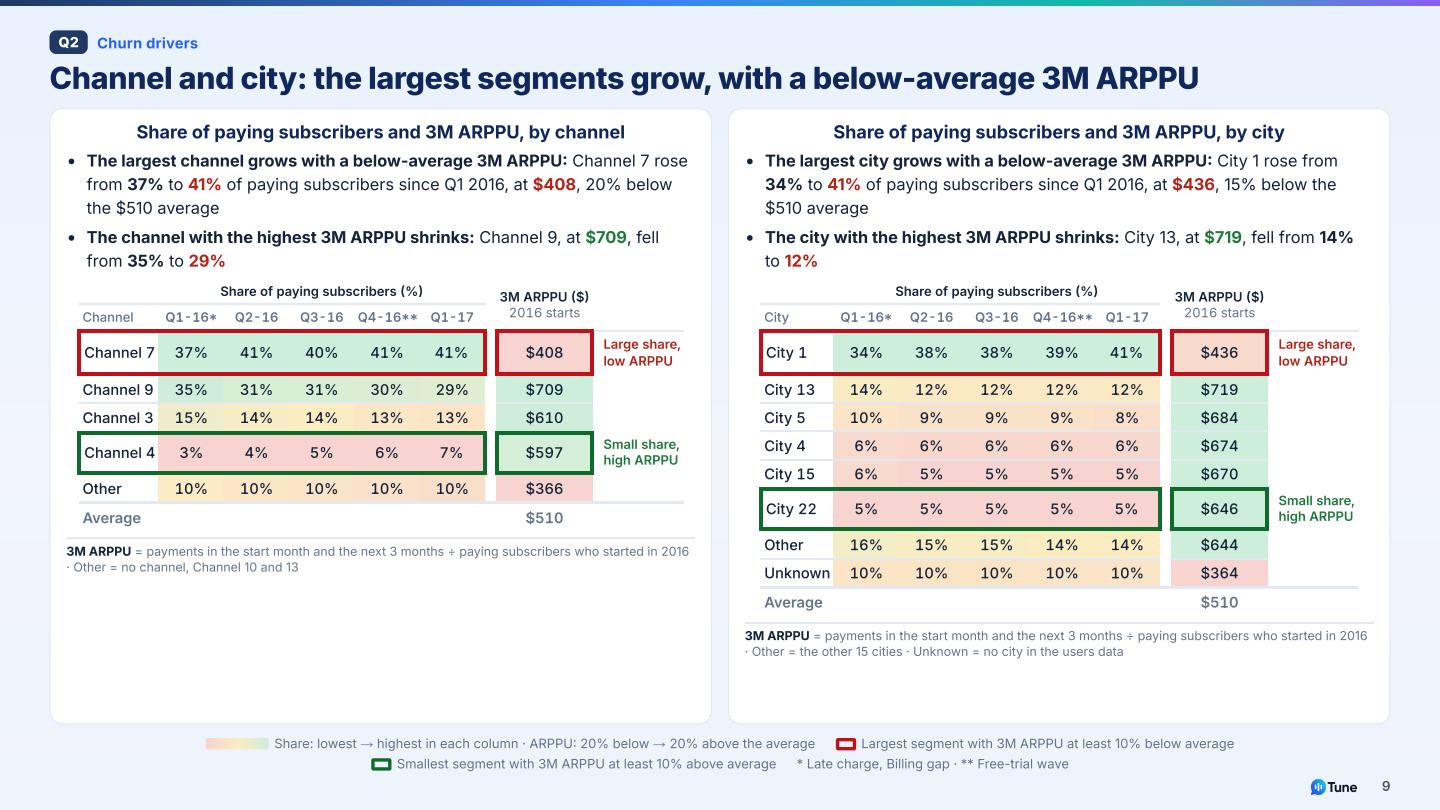 Q2 Churn drivers
Channel and city: the largest segments grow, with a below-average 3M ARPPU
Share of paying subscribers and 3M ARPPU, by channel
• The largest channel grows with a below-average 3M ARPPU: Channel 7 rose
from 37% to 41% of paying subscribers since Q1 2016, at $408, 20% below
the $510 average
• The channel with the highest 3M ARPPU shrinks: Channel 9, at $709, fell
from 35% to 29%
Share of paying subscribers (%) 3M ARPPU ($)
2016 starts
Channel Q1-16* Q2-16 Q3-16 Q4-16** Q1-17
Channel 7 37% 41% 40% 41% 41% $408 Large share,
low ARPPU
Channel 9 35% 31% 31% 30% 29% $709
Channel 3 15% 14% 14% 13% 13% $610
Channel 4 3% 4% 5% 6% 7% $597 Small share,
high ARPPU
Other 10% 10% 10% 10% 10% $366
Average $510
3M ARPPU = payments in the start month and the next 3 months ÷ paying subscribers who started in 2016
· Other = no channel, Channel 10 and 13
Share of paying subscribers and 3M ARPPU, by city
• The largest city grows with a below-average 3M ARPPU: City 1 rose from
34% to 41% of paying subscribers since Q1 2016, at $436, 15% below the
$510 average
• The city with the highest 3M ARPPU shrinks: City 13, at $719, fell from 14%
to 12%
Share of paying subscribers (%) 3M ARPPU ($)
2016 starts
City Q1-16* Q2-16 Q3-16 Q4-16** Q1-17
City 1 34% 38% 38% 39% 41% $436 Large share,
low ARPPU
City 13 14% 12% 12% 12% 12% $719
City 5 10% 9% 9% 9% 8% $684
City 4 6% 6% 6% 6% 6% $674
City 15 6% 5% 5% 5% 5% $670
City 22 5% 5% 5% 5% 5% $646 Small share,
high ARPPU
Other 16% 15% 15% 14% 14% $644
Unknown 10% 10% 10% 10% 10% $364
Average $510
3M ARPPU = payments in the start month and the next 3 months ÷ paying subscribers who started in 2016
· Other = the other 15 cities · Unknown = no city in the users data
Share: lowest → highest in each column · ARPPU: 20% below → 20% above the average Largest segment with 3M ARPPU at least 10% below average
Smallest segment with 3M ARPPU at least 10% above average * Late charge, Billing gap · ** Free-trial wave
Tune 9